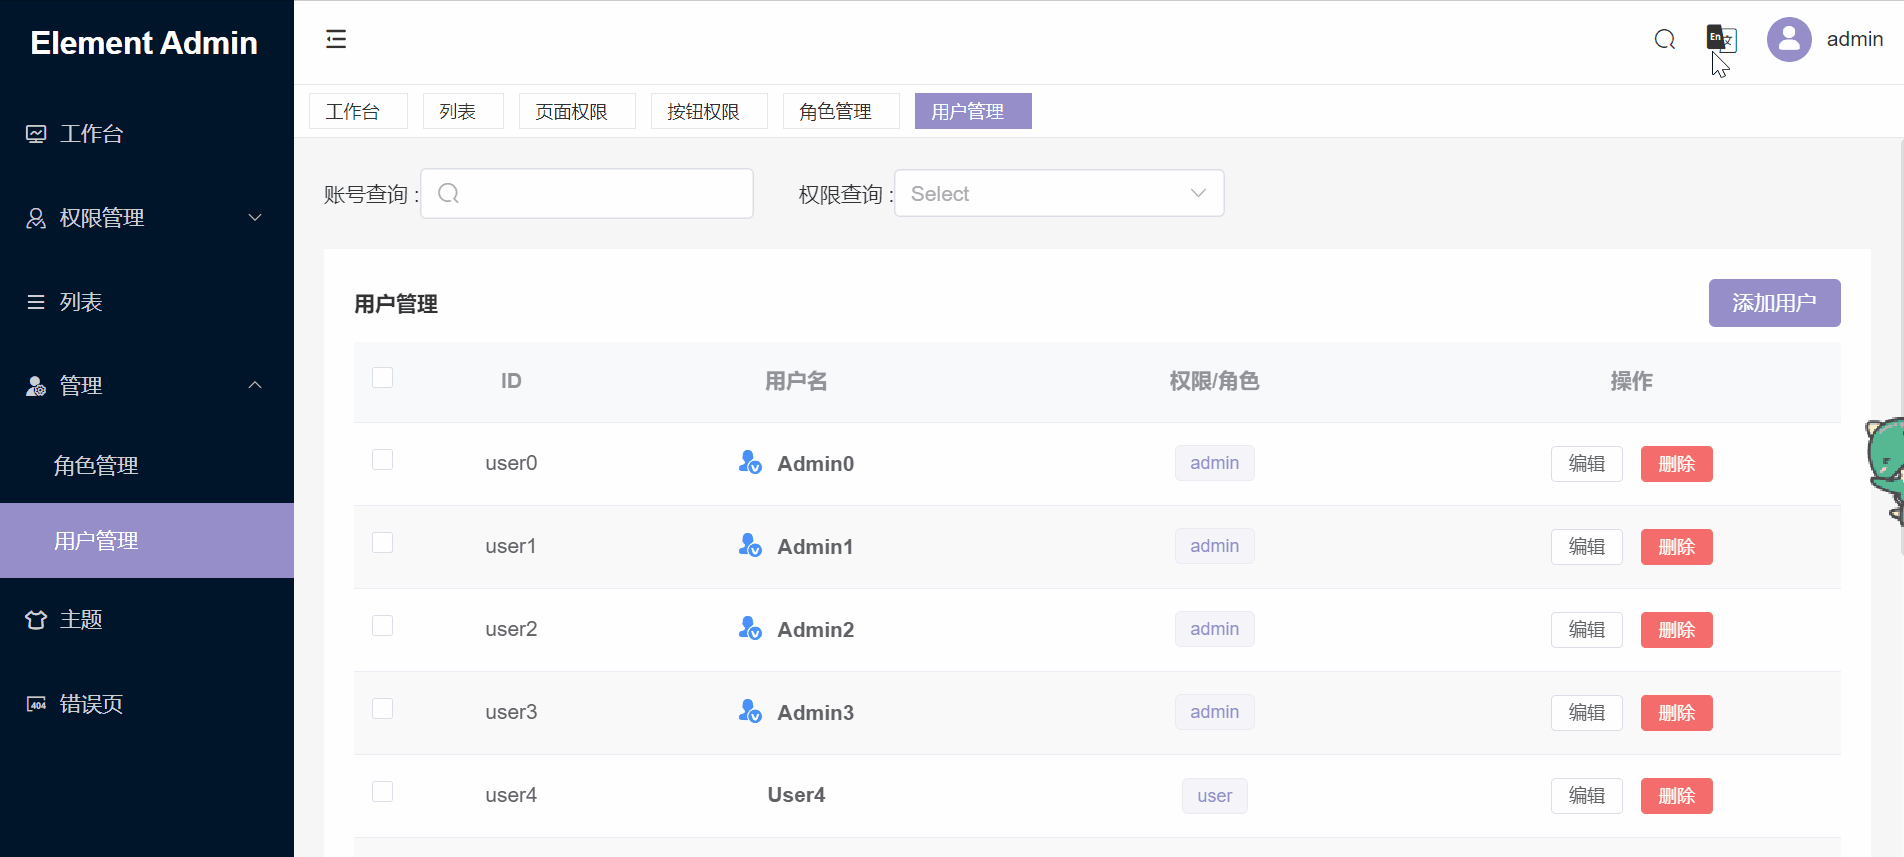 Element Admin
工作台
权限管理
列表
管理
角色管理
用户管理
主题
404 错误页
En 文
admin
工作台 列表 页面权限 按钮权限 角色管理 用户管理
账号查询 :
权限查询 : Select
用户管理
添加用户
ID 用户名 权限/角色 操作
user0 Admin0 admin 编辑 删除
user1 Admin1 admin 编辑 删除
user2 Admin2 admin 编辑 删除
user3 Admin3 admin 编辑 删除
user4 User4 user 编辑 删除